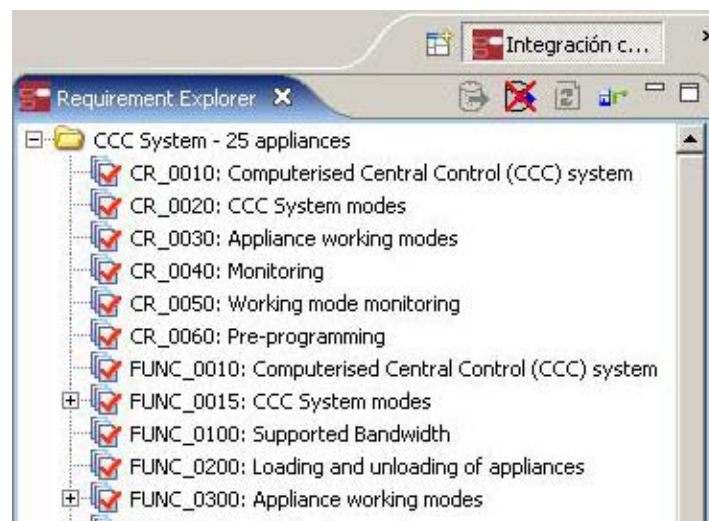 Integración c...
Requirement Explorer
CCC System - 25 appliances
CR_0010: Computerised Central Control (CCC) system
CR_0020: CCC System modes
CR_0030: Appliance working modes
CR_0040: Monitoring
CR_0050: Working mode monitoring
CR_0060: Pre-programming
FUNC_0010: Computerised Central Control (CCC) system
FUNC_0015: CCC System modes
FUNC_0100: Supported Bandwidth
FUNC_0200: Loading and unloading of appliances
FUNC_0300: Appliance working modes